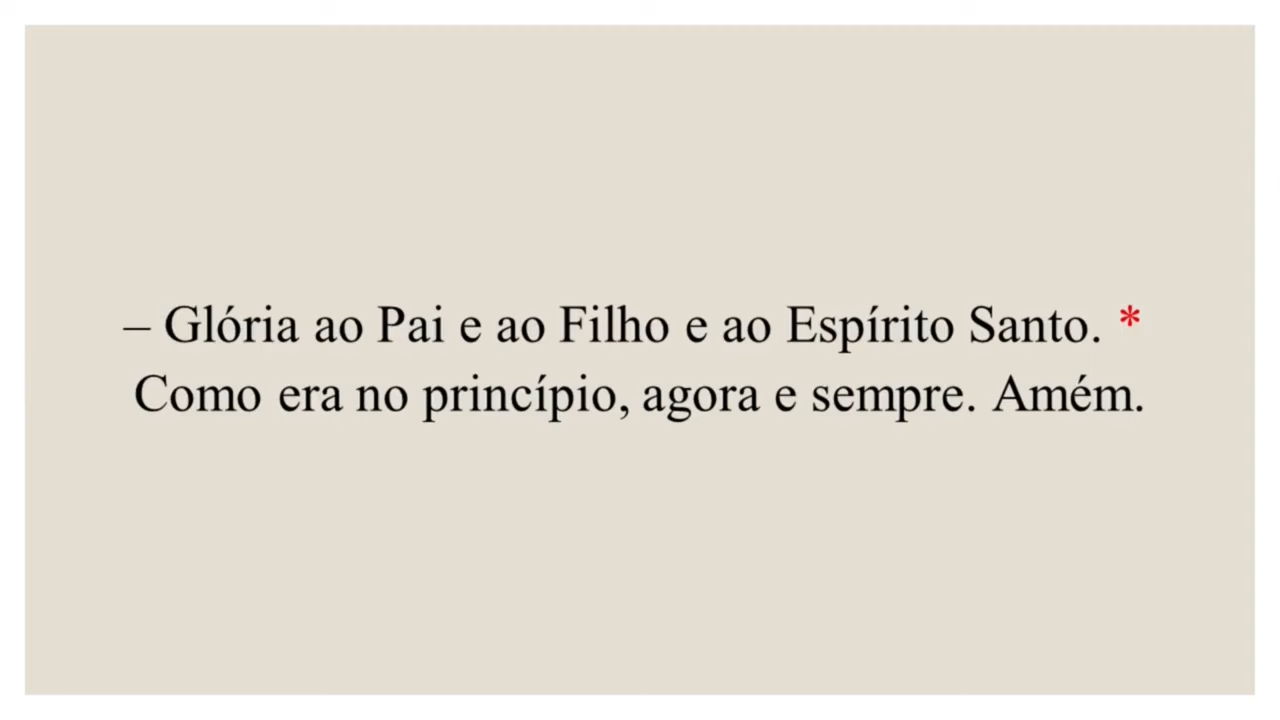 – Glória ao Pai e ao Filho e ao Espírito Santo. *
Como era no princípio, agora e sempre. Amém.